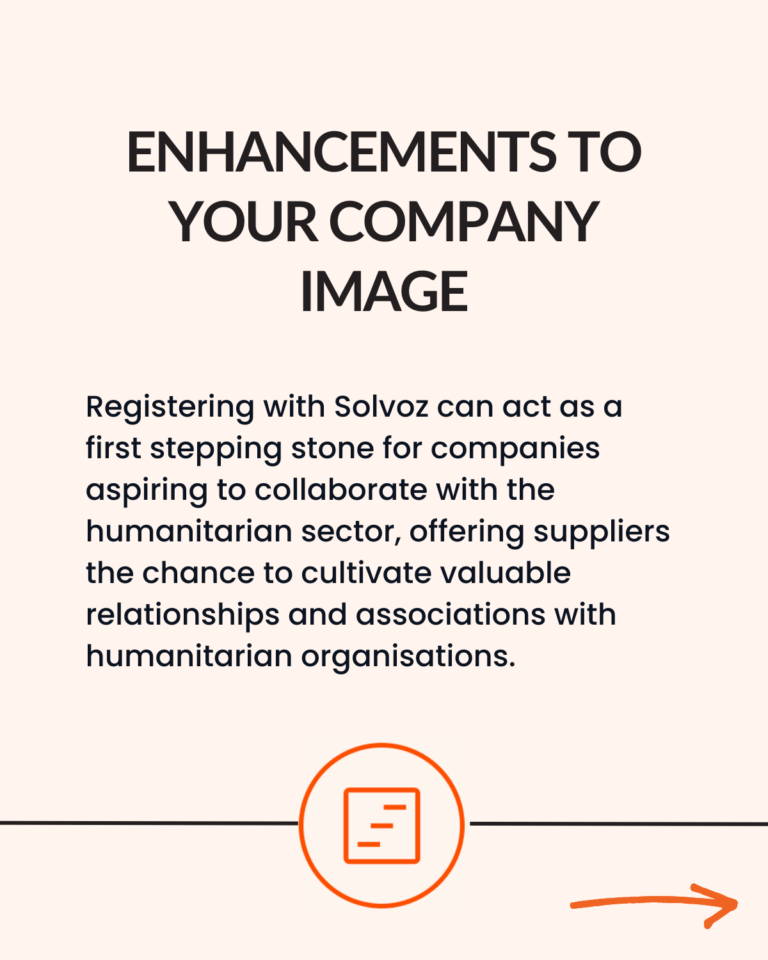 ENHANCEMENTS TO
YOUR COMPANY
IMAGE
Registering with Solvoz can act as a
first stepping stone for companies
aspiring to collaborate with the
humanitarian sector, offering suppliers
the chance to cultivate valuable
relationships and associations with
humanitarian organisations.